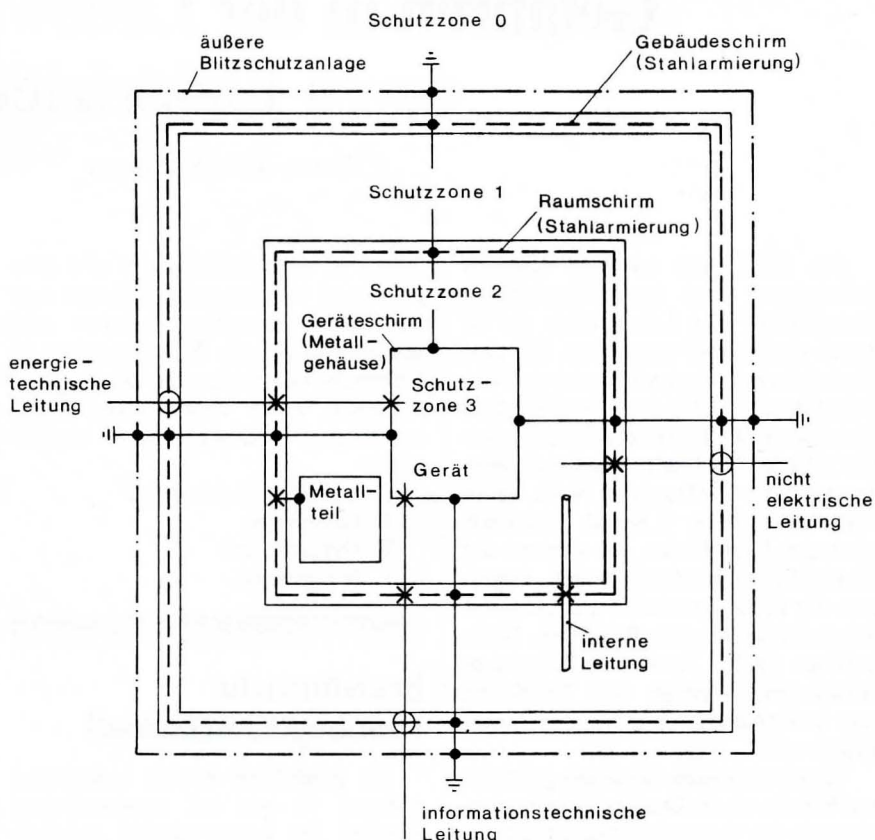 Schutzzone 0
äußere
Blitzschutzanlage
Gebäudeschirm
(Stahlarmierung)
Schutzzone 1
Raumschirm
(Stahlarmierung)
Schutzzone 2
Geräteschirm
(Metall-
gehäuse)
energie-
technische
Leitung
Schutz-
zone 3
Gerät
Metall-
teil
nicht
elektrische
Leitung
interne
Leitung
informationstechnische
Leitung